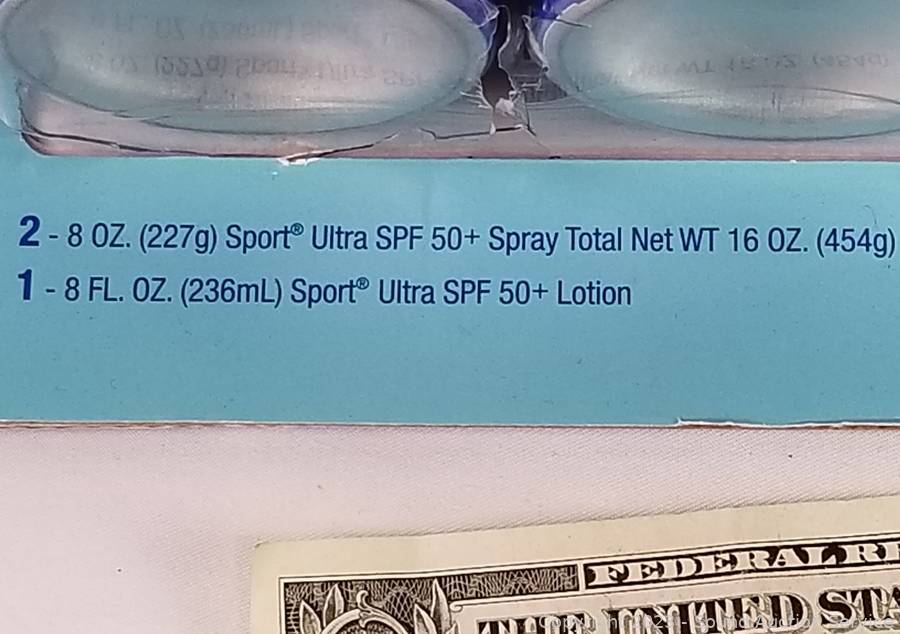 2 - 8 OZ. (227g) Sport® Ultra SPF 50+ Spray Total Net WT 16 OZ. (454g)
1 - 8 FL. OZ. (236mL) Sport® Ultra SPF 50+ Lotion
FEDERAL RE
THE UNITED STA